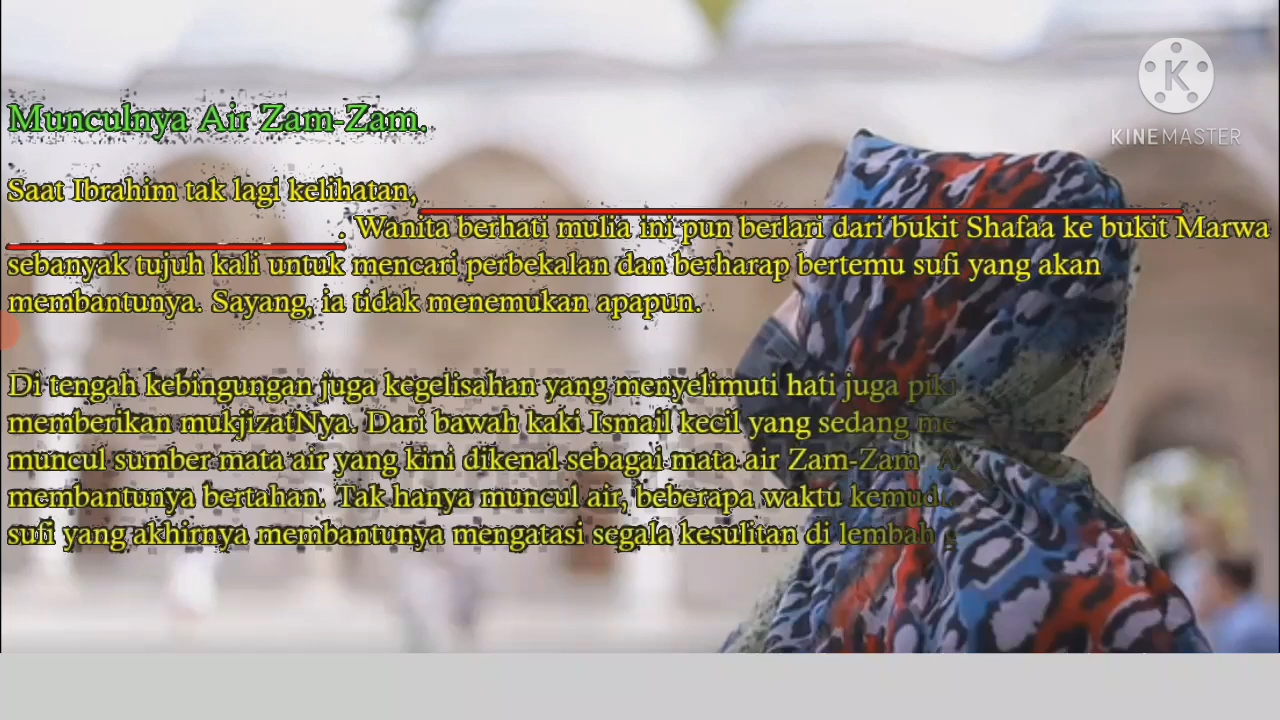 KINEMASTER
Munculnya Air Zam-Zam.
Saat Ibrahim tak lagi kelihatan,
. Wanita berhati mulia ini pun berlari dari bukit Shafaa ke bukit Marwa
sebanyak tujuh kali untuk mencari perbekalan dan berharap bertemu sufi yang akan
membantunya. Sayang, ia tidak menemukan apapun.
Di tengah kebingungan juga kegelisahan yang menyelimuti hati juga
memberikan mukjizatNya. Dari bawah kaki Ismail kecil yang sedang
muncul sumber mata air yang kini dikenal sebagai mata air Zam-Zam
membantunya bertahan. Tak hanya muncul air, beberapa waktu
sufi yang akhirnya membantunya mengatasi segala kesulitan di lembah